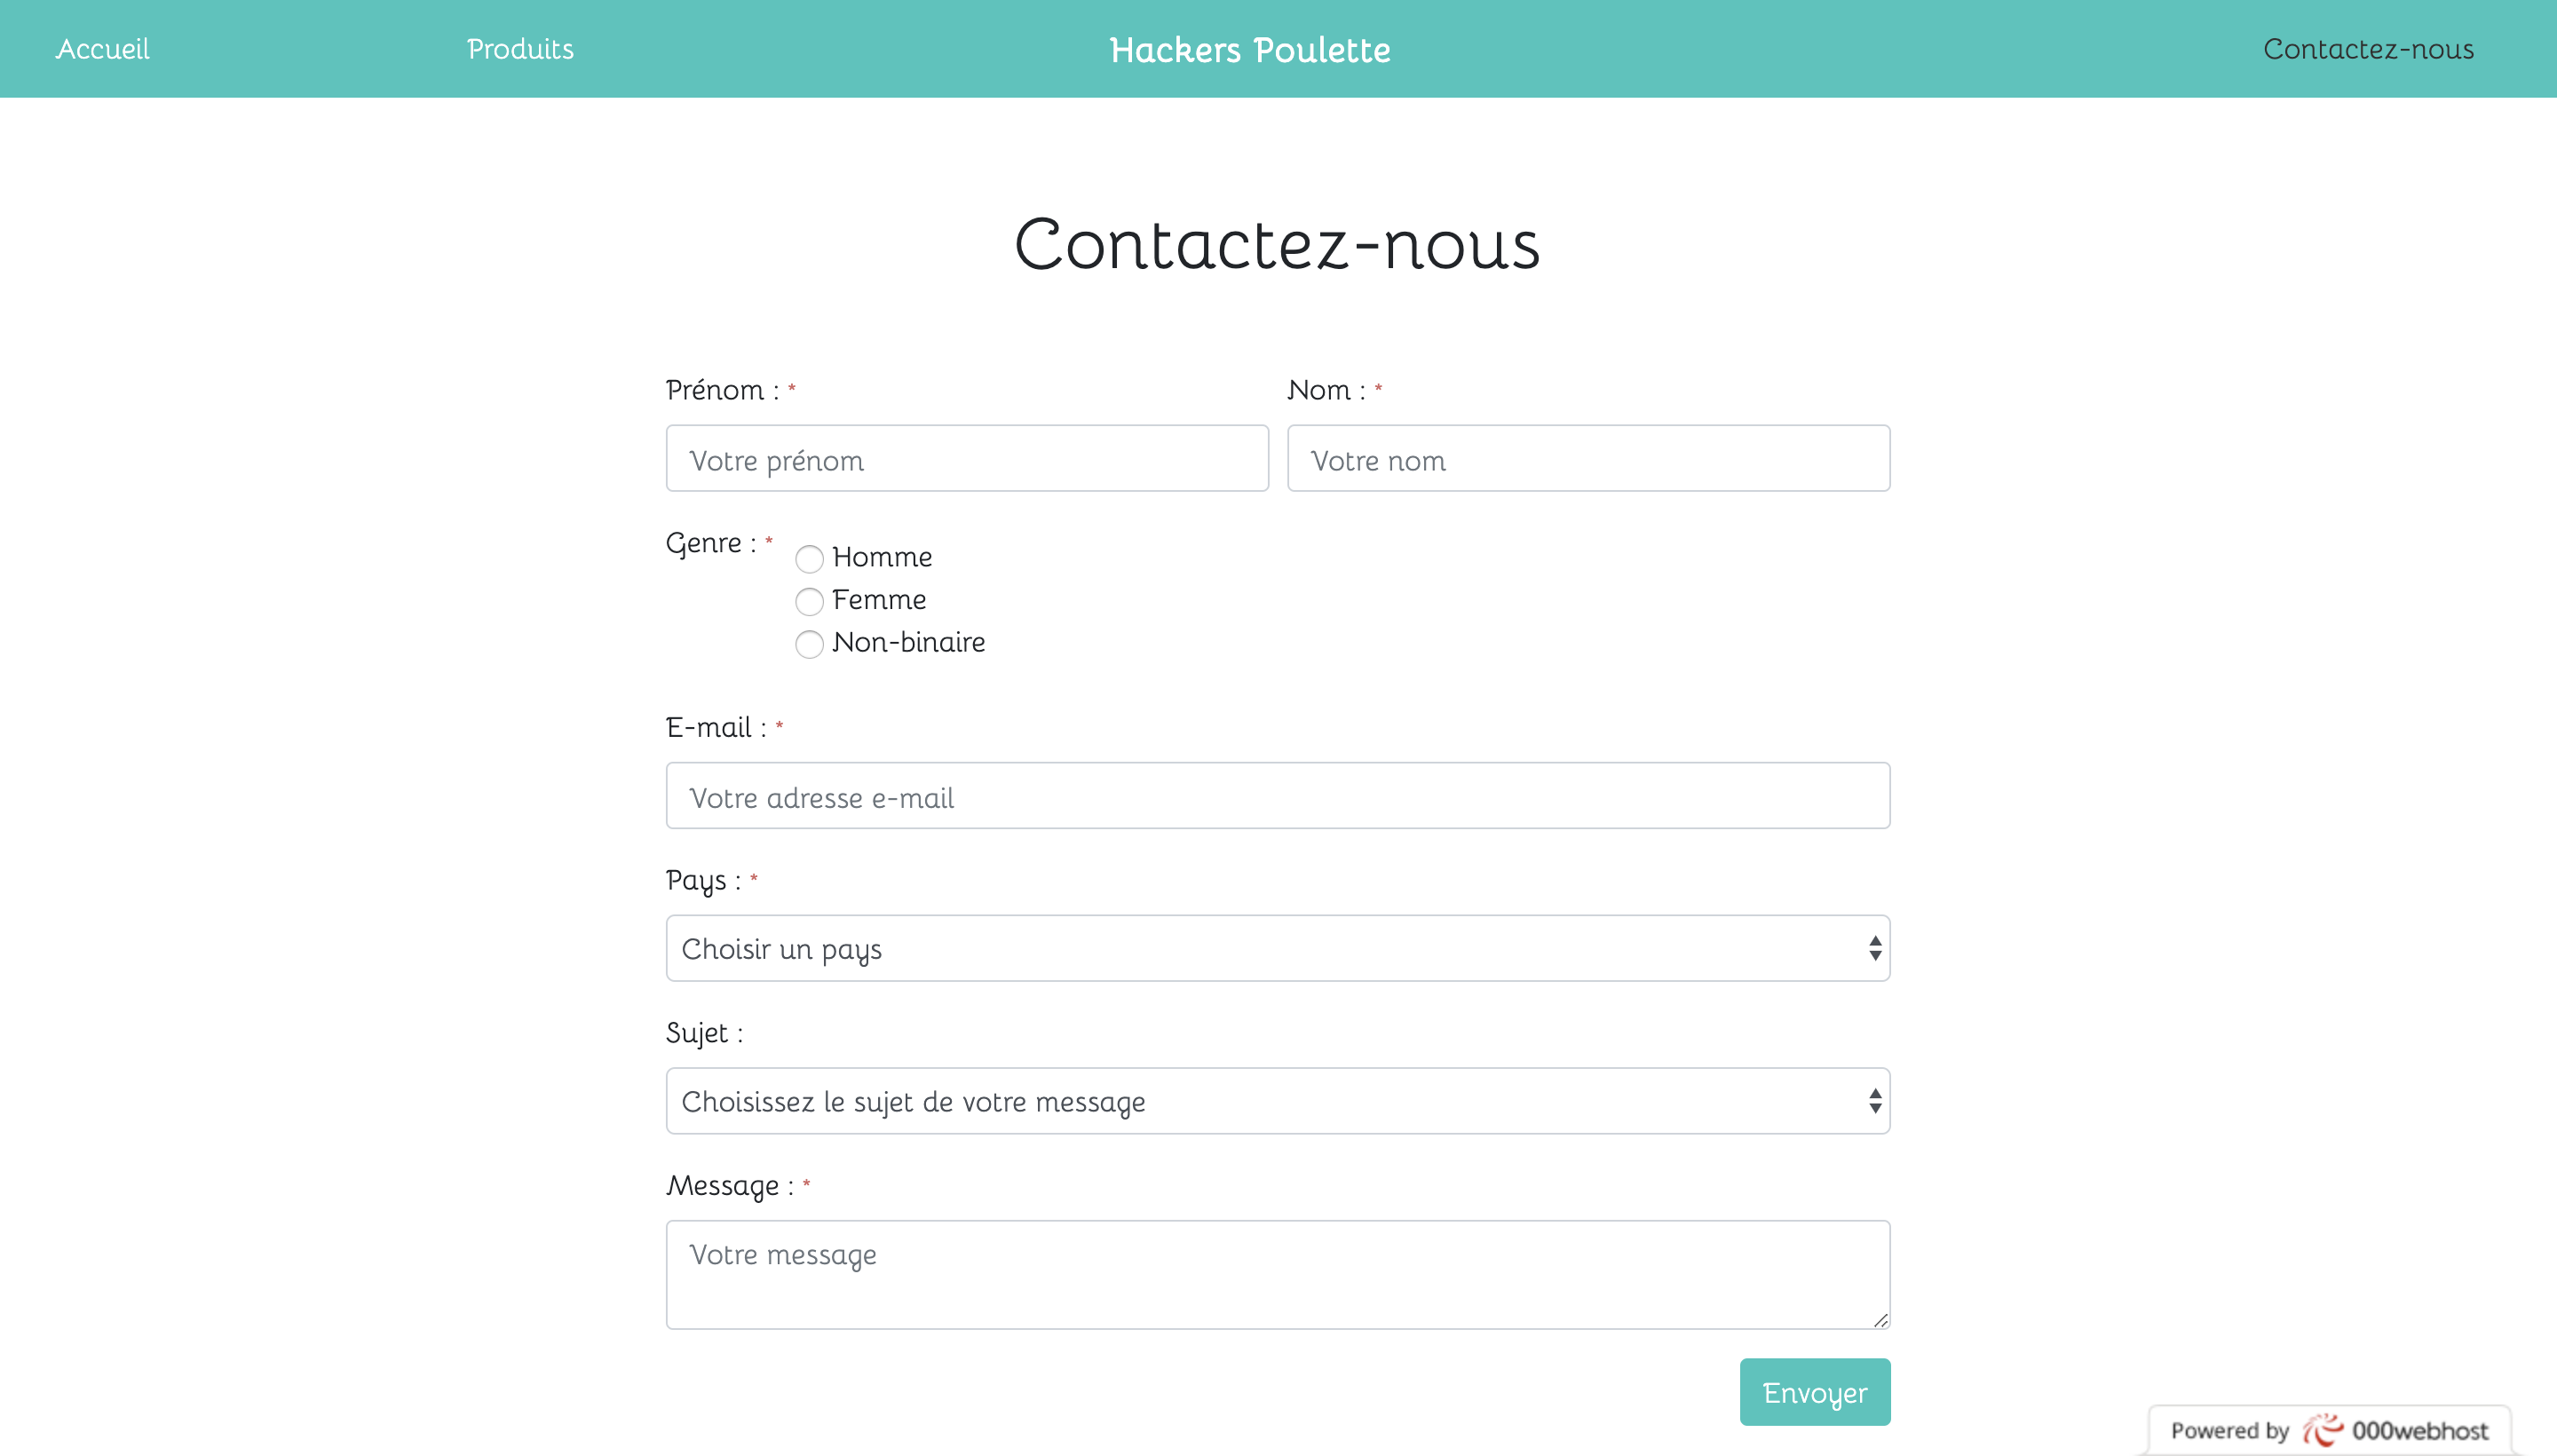 Accueil Produits Hackers Poulette Contactez-nous
Contactez-nous
Prénom : * Nom : *
Votre prénom Votre nom
Genre : * Homme
Femme
Non-binaire
E-mail : *
Votre adresse e-mail
Pays : *
Choisir un pays
Sujet :
Choisissez le sujet de votre message
Message : *
Votre message
Envoyer
Powered by 000webhost